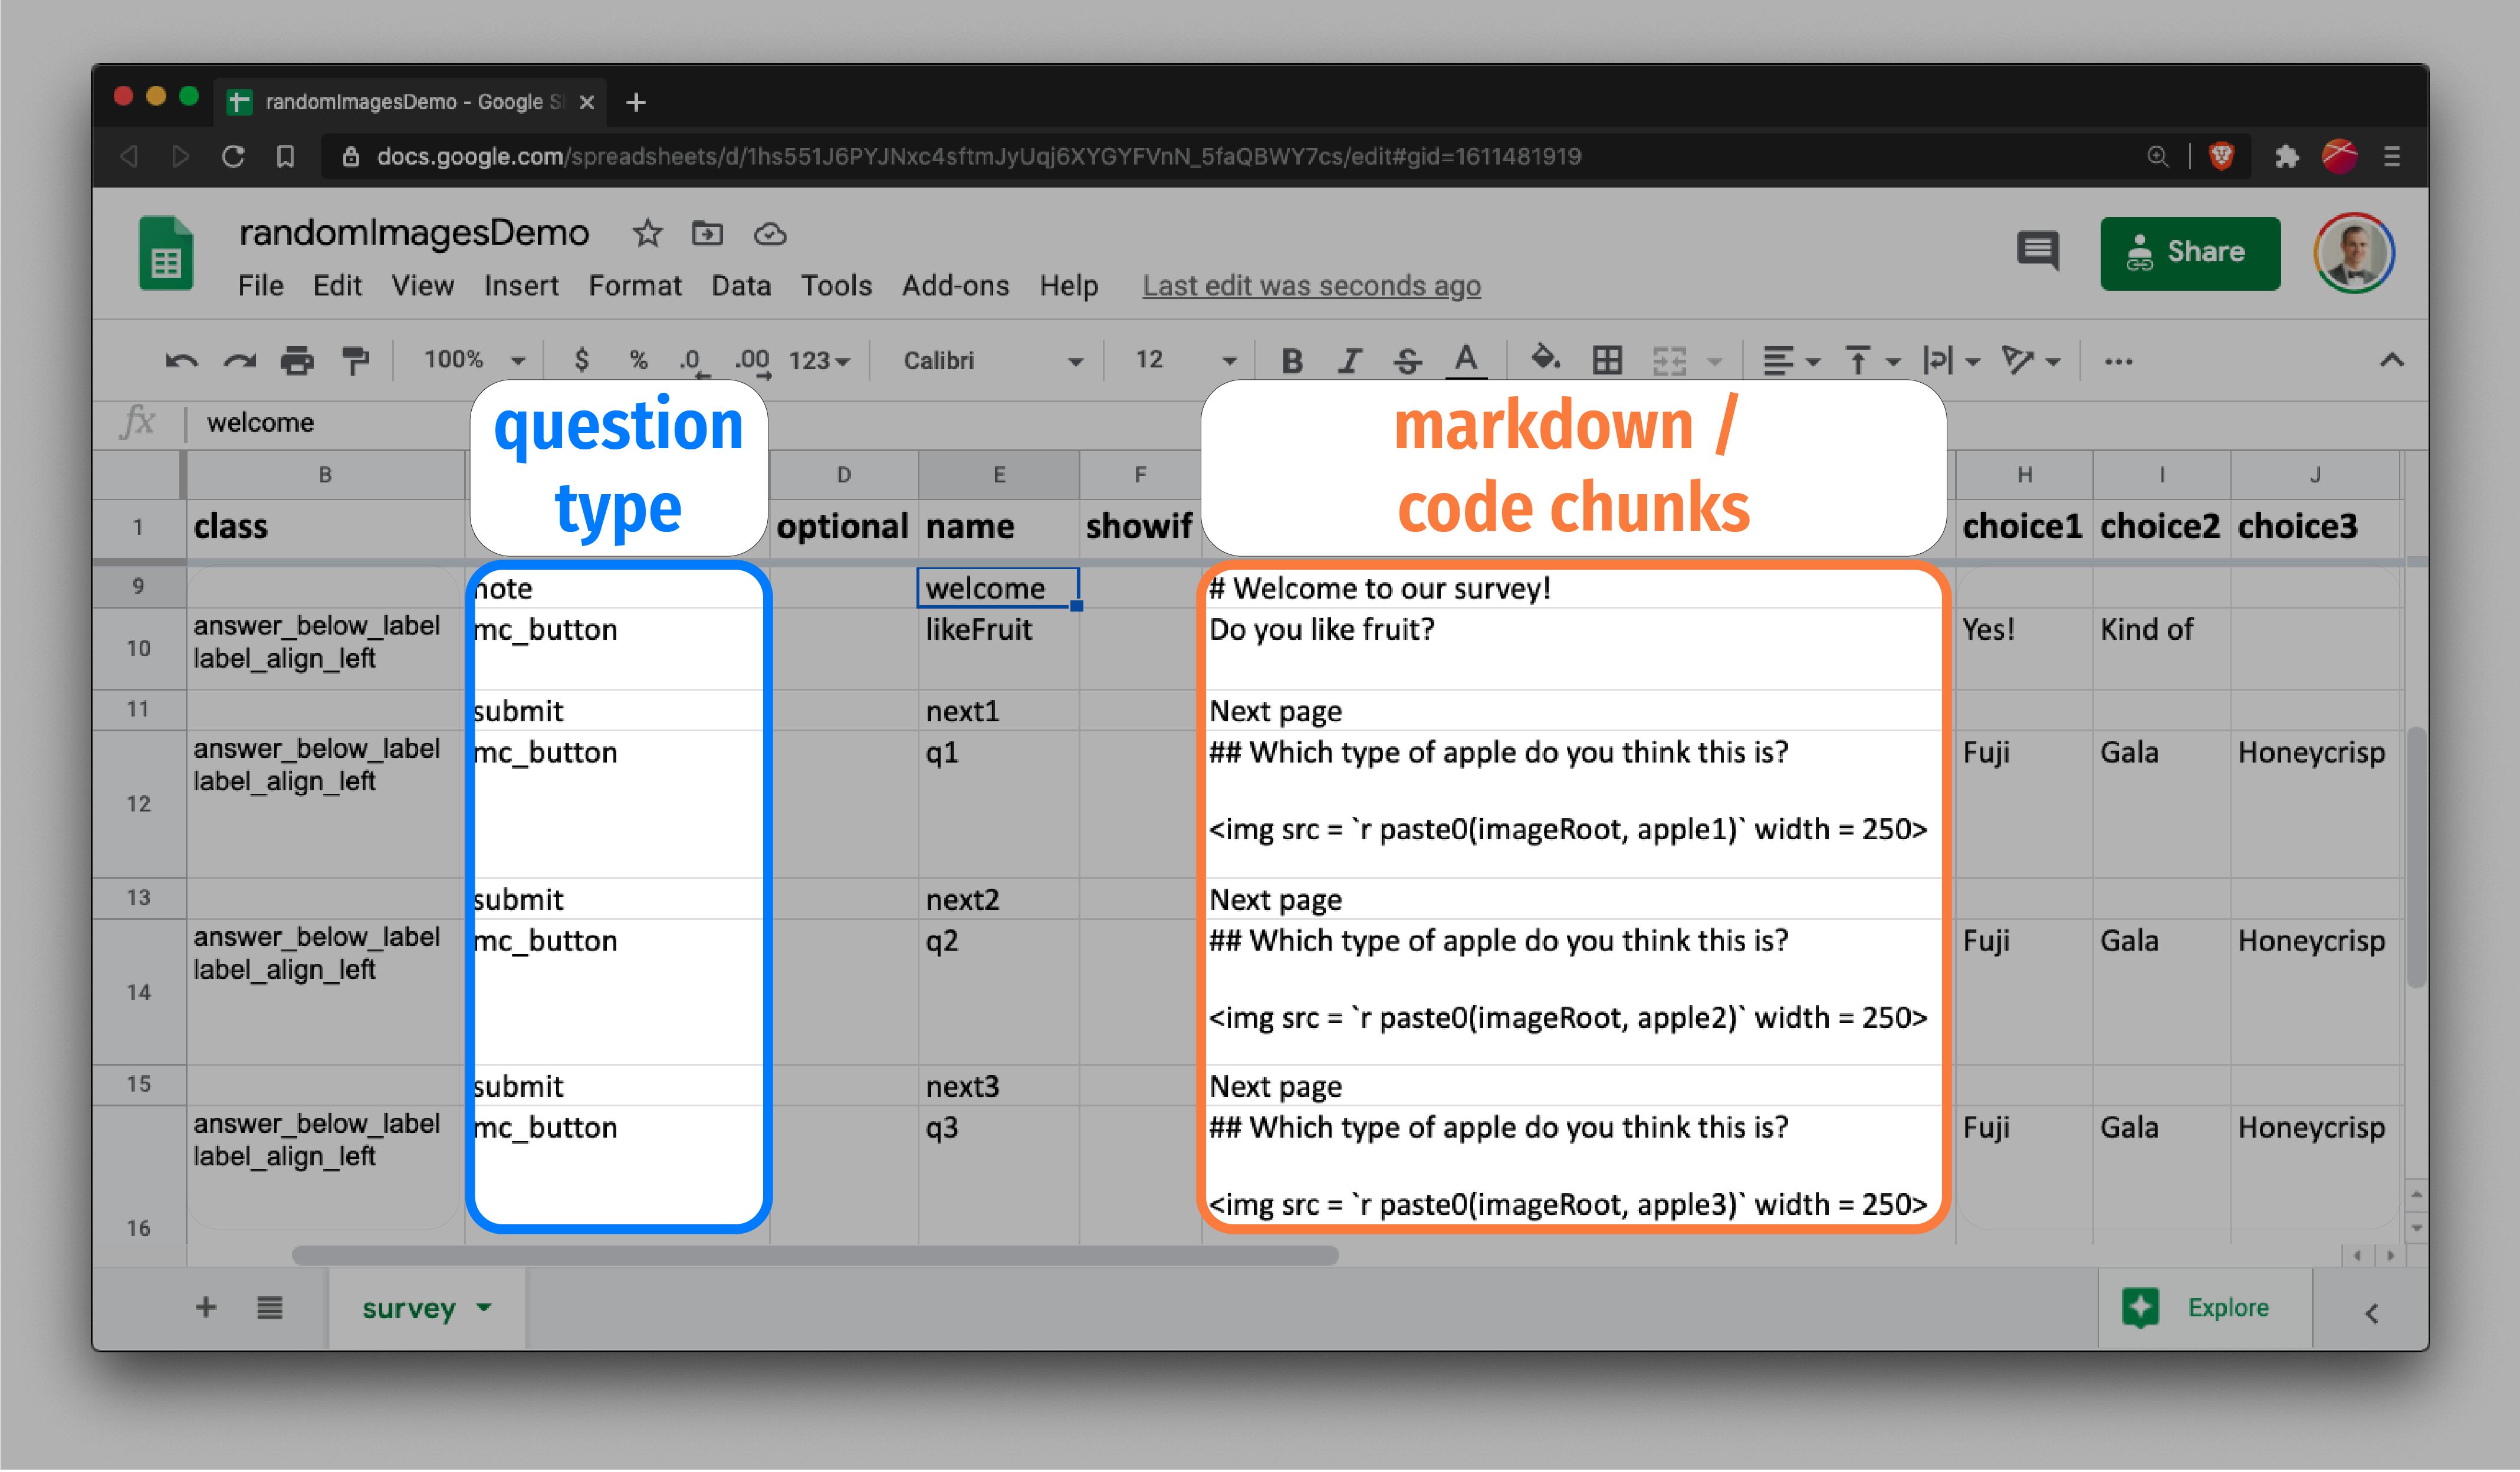 randomImagesDemo - Google S
docs.google.com/spreadsheets/d/1hs551J6PYJNxc4sftmJyUqj6XYGYFVnN_5faQBWY7cs/edit#gid=1611481919
randomImagesDemo
File Edit View Insert Format Data Tools Add-ons Help Last edit was seconds ago
Share
100% $ % .0 .00 123 Calibri 12 B I S A
fx welcome
question
type
markdown /
code chunks
B D E F H I J
1 class optional name showif choice1 choice2 choice3
9 note welcome # Welcome to our survey!
10 answer_below_label mc_button likeFruit Do you like fruit? Yes! Kind of
label_align_left
11 submit next1 Next page
12 answer_below_label mc_button q1 ## Which type of apple do you think this is? Fuji Gala Honeycrisp
label_align_left
<img src = `r paste0(imageRoot, apple1)` width = 250>
13 submit next2 Next page
14 answer_below_label mc_button q2 ## Which type of apple do you think this is? Fuji Gala Honeycrisp
label_align_left
<img src = `r paste0(imageRoot, apple2)` width = 250>
15 submit next3 Next page
16 answer_below_label mc_button q3 ## Which type of apple do you think this is? Fuji Gala Honeycrisp
label_align_left
<img src = `r paste0(imageRoot, apple3)` width = 250>
survey
Explore